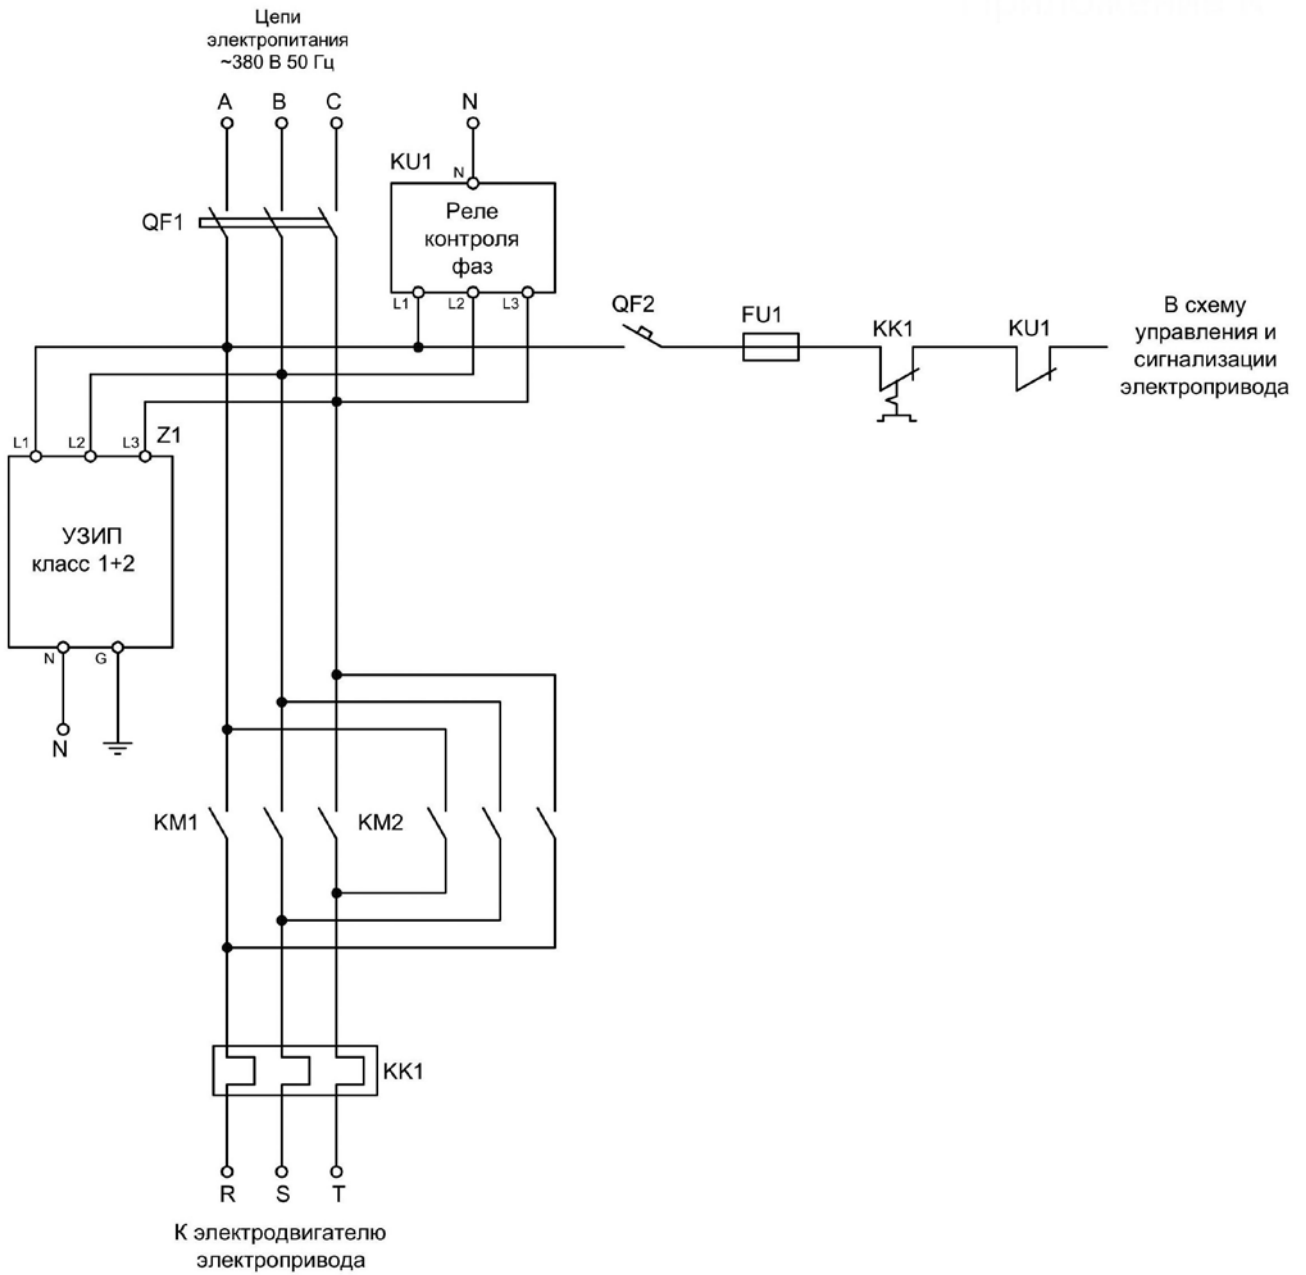 Цепи
электропитания
~380 В 50 Гц
A B C N
KU1
N
Реле
контроля
фаз
L1 L2 L3
QF1
QF2
FU1
KK1
KU1
В схему
управления и
сигнализации
электропривода
L1 L2 L3 Z1
УЗИП
класс 1+2
N G
N
KM1 KM2
KK1
R S T
К электродвигателю
электропривода